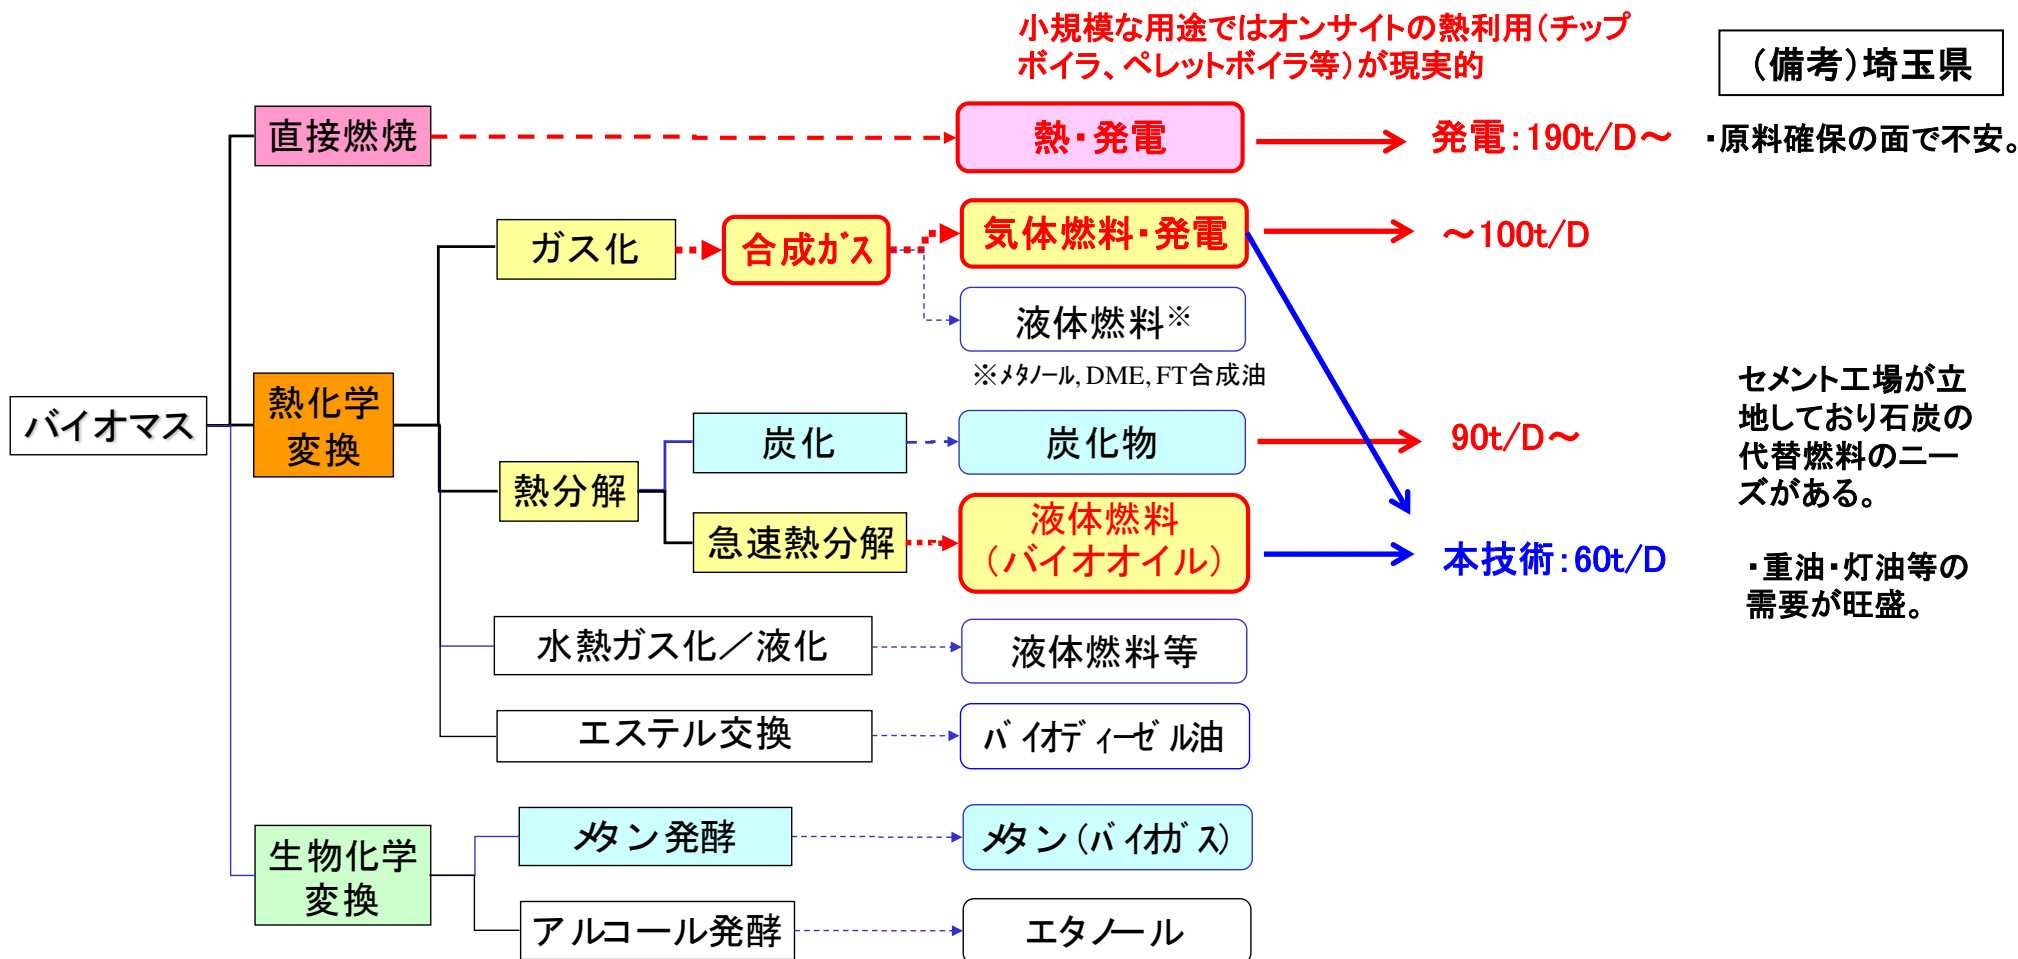 小規模な用途ではオンサイトの熱利用（チップ
ボイラ、ペレットボイラ等）が現実的
（備考）埼玉県
直接燃焼
熱・発電
発電：190t/D～
・原料確保の面で不安。
ガス化
合成ガス
気体燃料・発電
～100t/D
液体燃料※
※メタノール, DME, FT合成油
バイオマス
熱化学
変換
熱分解
炭化
炭化物
90t/D～
セメント工場が立
地しており石炭の
代替燃料のニー
ズがある。
急速熱分解
液体燃料
（バイオオイル）
本技術：60t/D
・重油・灯油等の
需要が旺盛。
水熱ガス化／液化
液体燃料等
エステル交換
バイオディーゼル油
生物化学
変換
メタン発酵
メタン（バイオガス）
アルコール発酵
エタノール